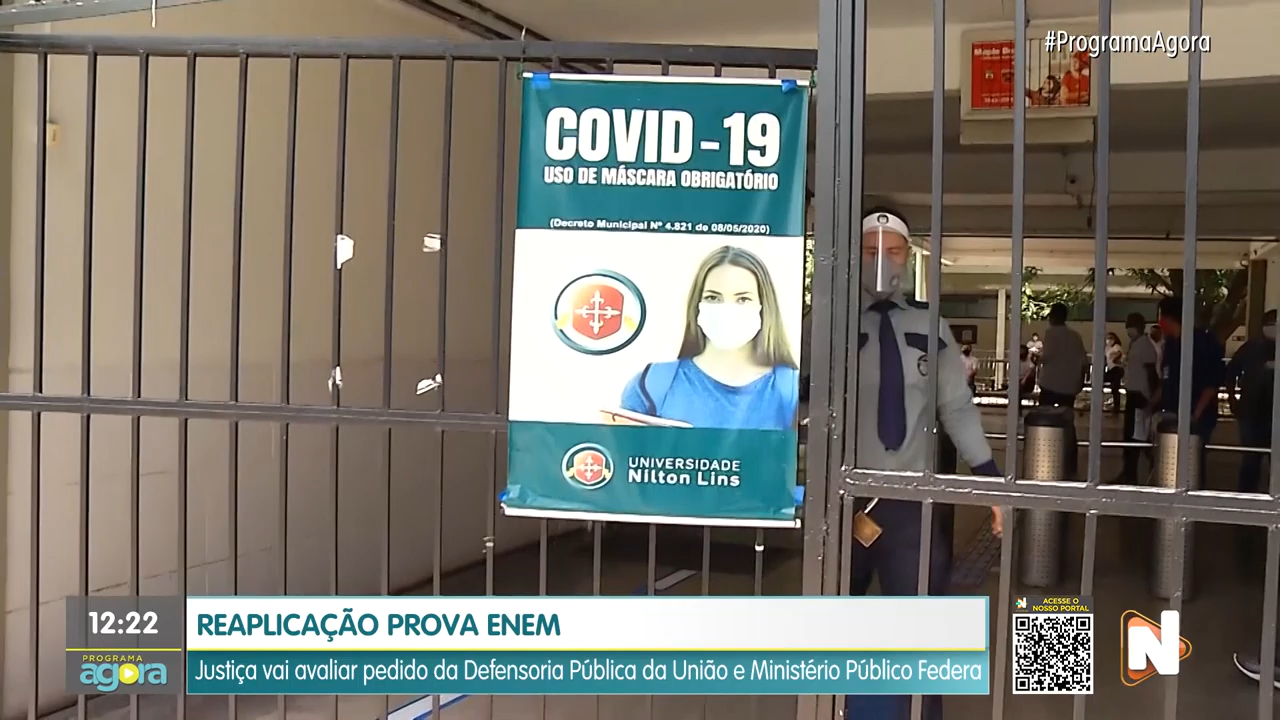 #ProgramaAgora
COVID-19
USO DE MÁSCARA OBRIGATÓRIO
(Decreto Municipal Nº 4.821 de 08/05/2020)
UNIVERSIDADE
Nilton Lins
12:22
PROGRAMA
agora
REAPLICAÇÃO PROVA ENEM
Justiça vai avaliar pedido da Defensoria Pública da União e Ministério Público Federa
ACESSE O
NOSSO PORTAL
N